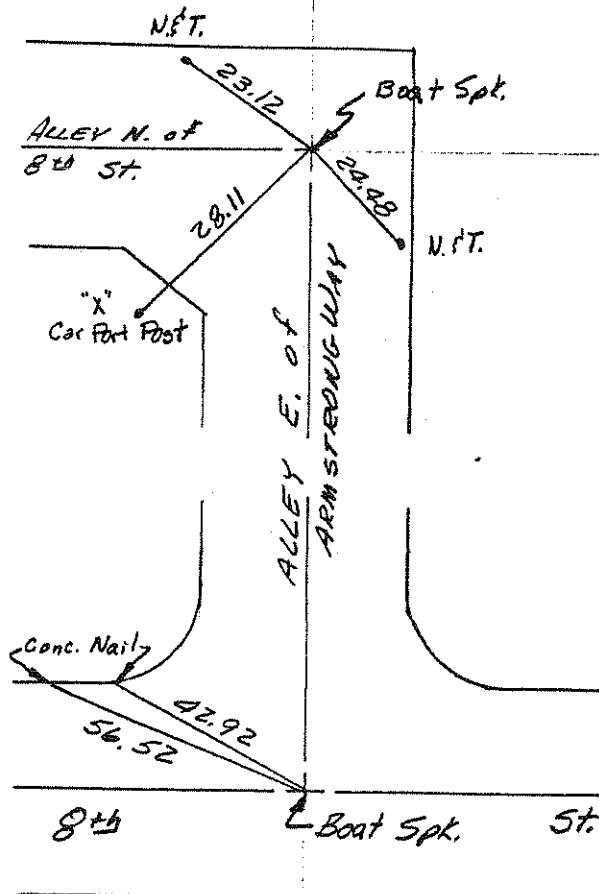 N.&T.
23.12
Boat Spk.
ALLEY N. of
8th St.
24.48
28.11
N.&T.
"X"
Car Port Post
ALLEY E. of
ARMSTRONG WAY
Conc. Nail
42.92
56.52
8th St.
Boat Spk.